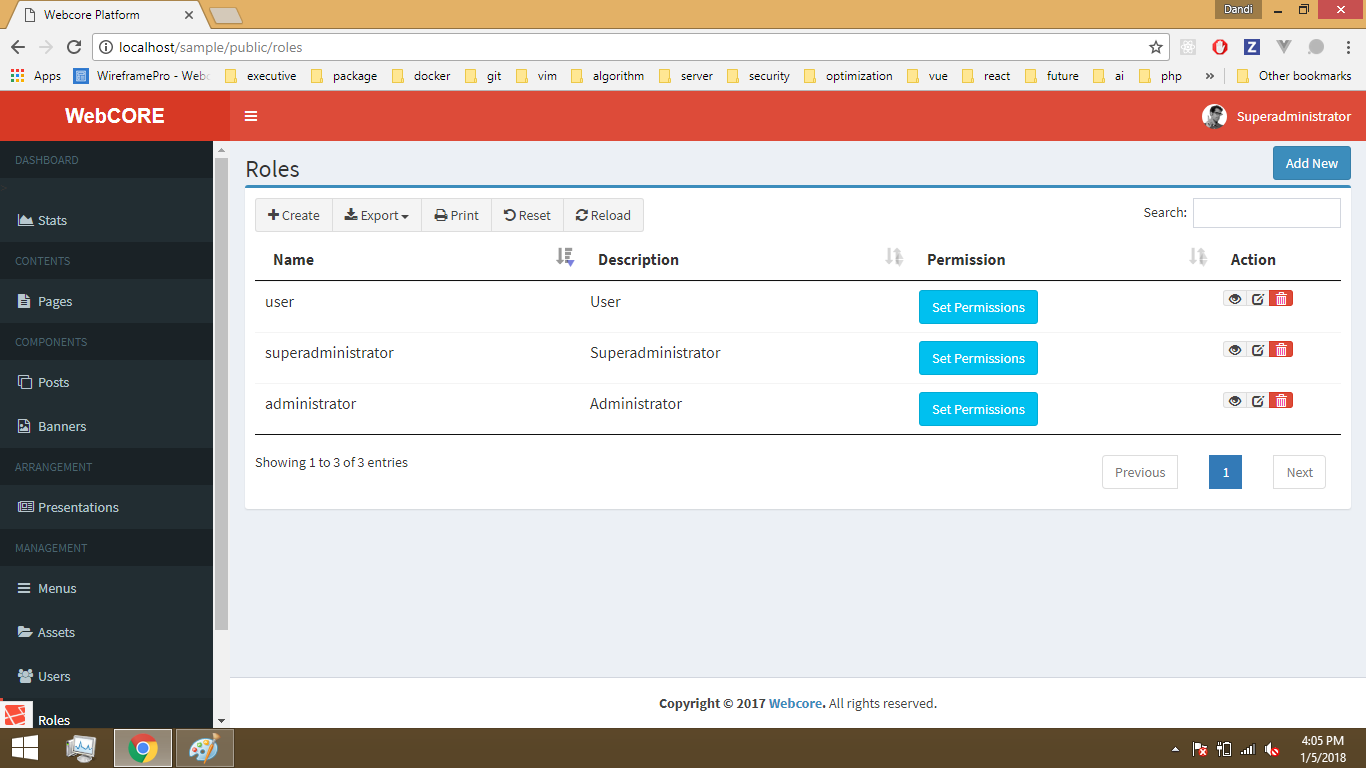 Webcore Platform
Dandi
localhost/sample/public/roles
Apps WireframePro - Webc executive package docker git vim algorithm server security optimization vue react future ai php » Other bookmarks
WebCORE
Superadministrator
DASHBOARD
Stats
CONTENTS
Pages
COMPONENTS
Posts
Banners
ARRANGEMENT
Presentations
MANAGEMENT
Menus
Assets
Users
Roles
Roles
Add New
Create Export Print Reset Reload
Search:
Name Description Permission Action
user User Set Permissions
superadministrator Superadministrator Set Permissions
administrator Administrator Set Permissions
Showing 1 to 3 of 3 entries
Previous 1 Next
Copyright © 2017 Webcore. All rights reserved.
4:05 PM
1/5/2018